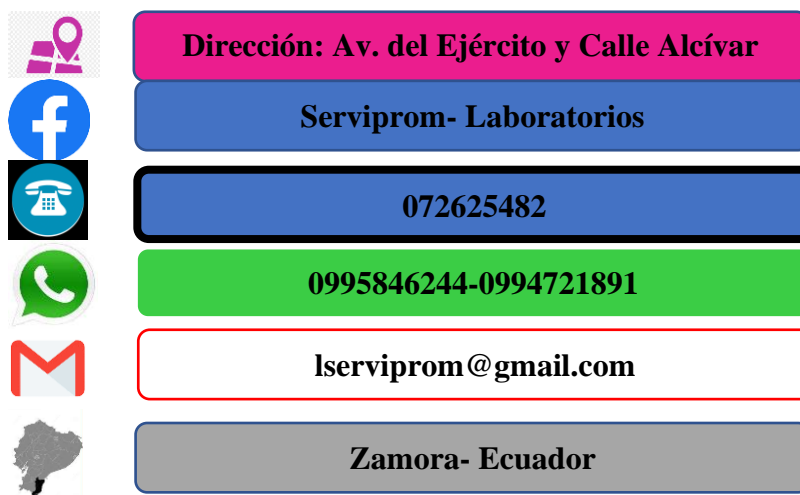 Dirección: Av. del Ejército y Calle Alcívar
Serviprom- Laboratorios
072625482
0995846244-0994721891
lserviprom@gmail.com
Zamora- Ecuador